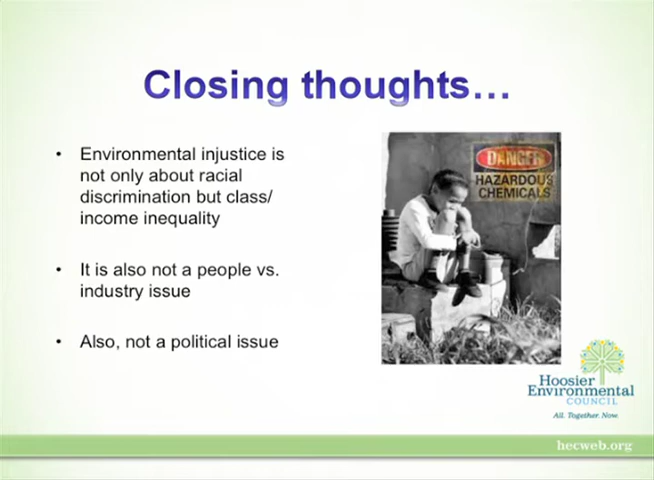 Closing thoughts…
• Environmental injustice is
not only about racial
discrimination but class/
income inequality
• It is also not a people vs.
industry issue
• Also, not a political issue
DANGER
HAZARDOUS
CHEMICALS
Hoosier
Environmental
COUNCIL
All. Together. Now.
hecweb.org